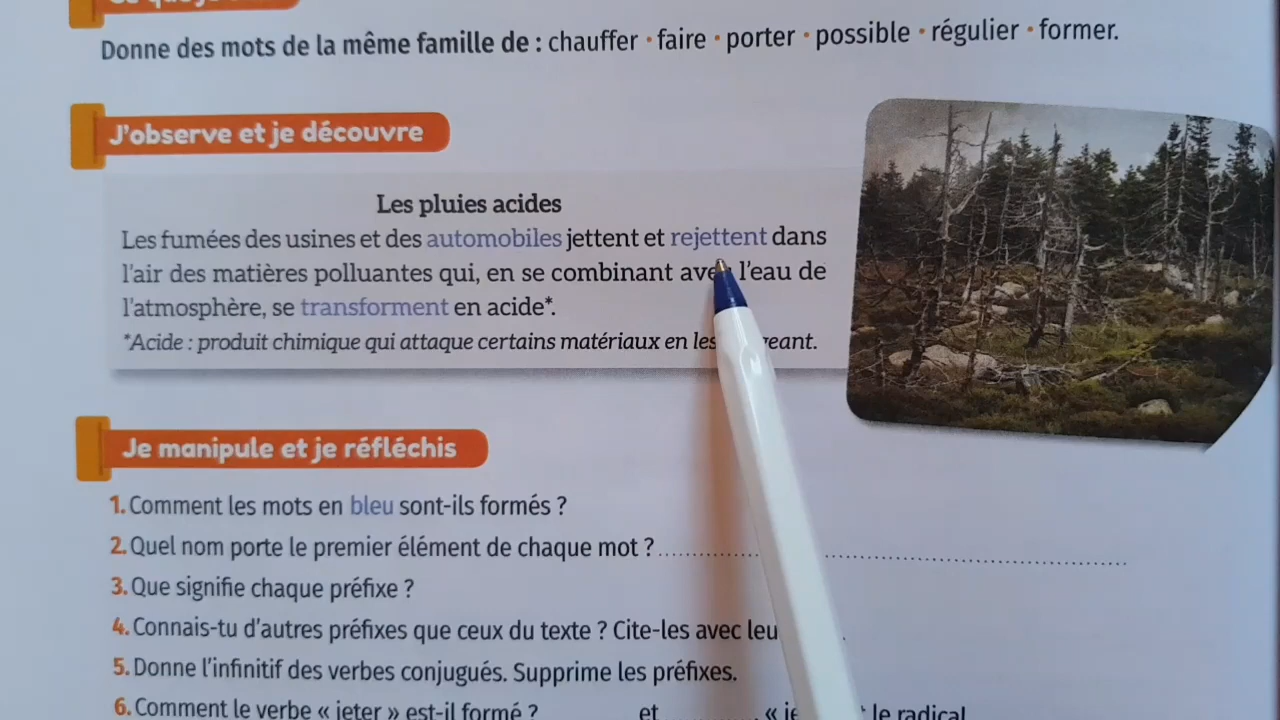 Donne des mots de la même famille de : chauffer • faire • porter • possible • régulier • former.
J'observe et je découvre
Les pluies acides
Les fumées des usines et des automobiles jettent et rejettent dans
l'air des matières polluantes qui, en se combinant l'eau de
l'atmosphère, se transforment en acide*.
*Acide : produit chimique qui attaque certains matériaux en
Je manipule et je réfléchis
1. Comment les mots en bleu sont-ils formés ?
2. Quel nom porte le premier élément de chaque mot ?
3. Que signifie chaque préfixe ?
4. Connais-tu d'autres préfixes que ceux du texte ? Cite-les avec
5. Donne l'infinitif des verbes conjugués. Supprime les préfixes.
6. Comment le verbe « jeter » est-il formé ? et le radical